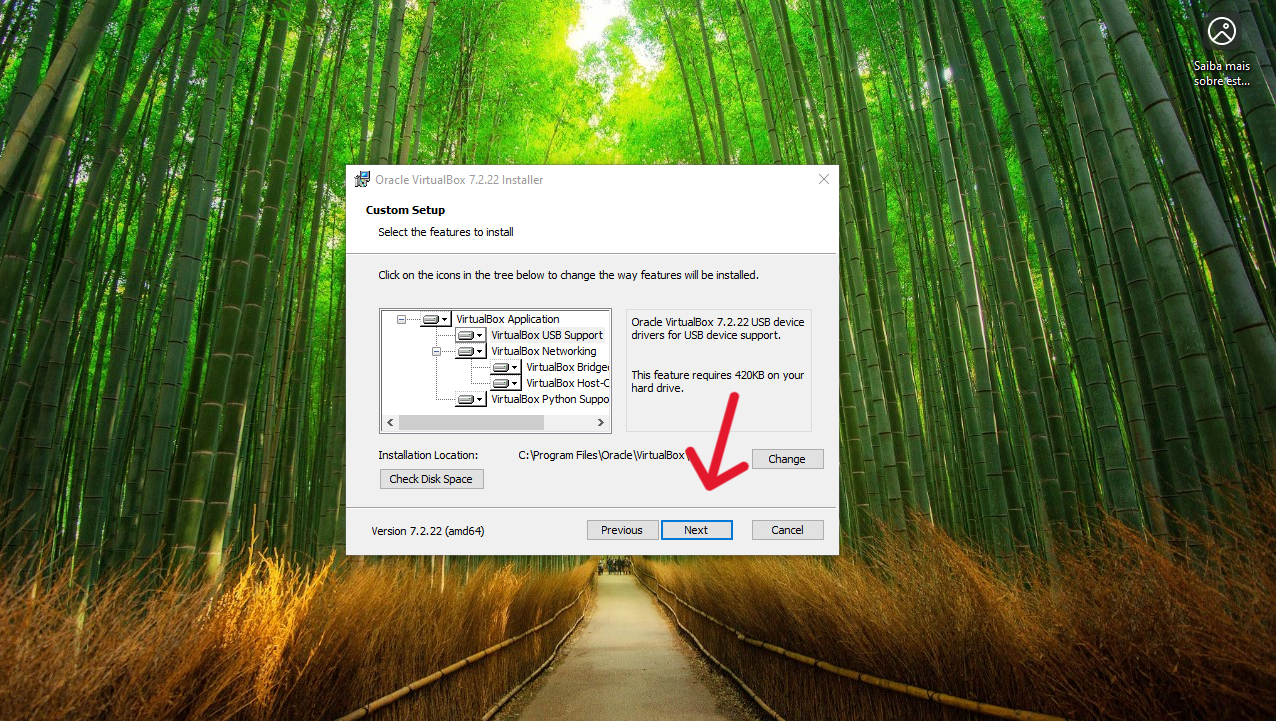 Saiba mais
sobre est...
Oracle VirtualBox 7.2.22 Installer
Custom Setup
Select the features to install
Click on the icons in the tree below to change the way features will be installed.
VirtualBox Application
VirtualBox USB Support
VirtualBox Networking
VirtualBox Bridge
VirtualBox Host-C
VirtualBox Python Suppo
Oracle VirtualBox 7.2.22 USB device
drivers for USB device support.
This feature requires 420KB on your
hard drive.
Installation Location:
C:\Program Files\Oracle\VirtualBox
Change
Check Disk Space
Version 7.2.22 (amd64)
Previous
Next
Cancel